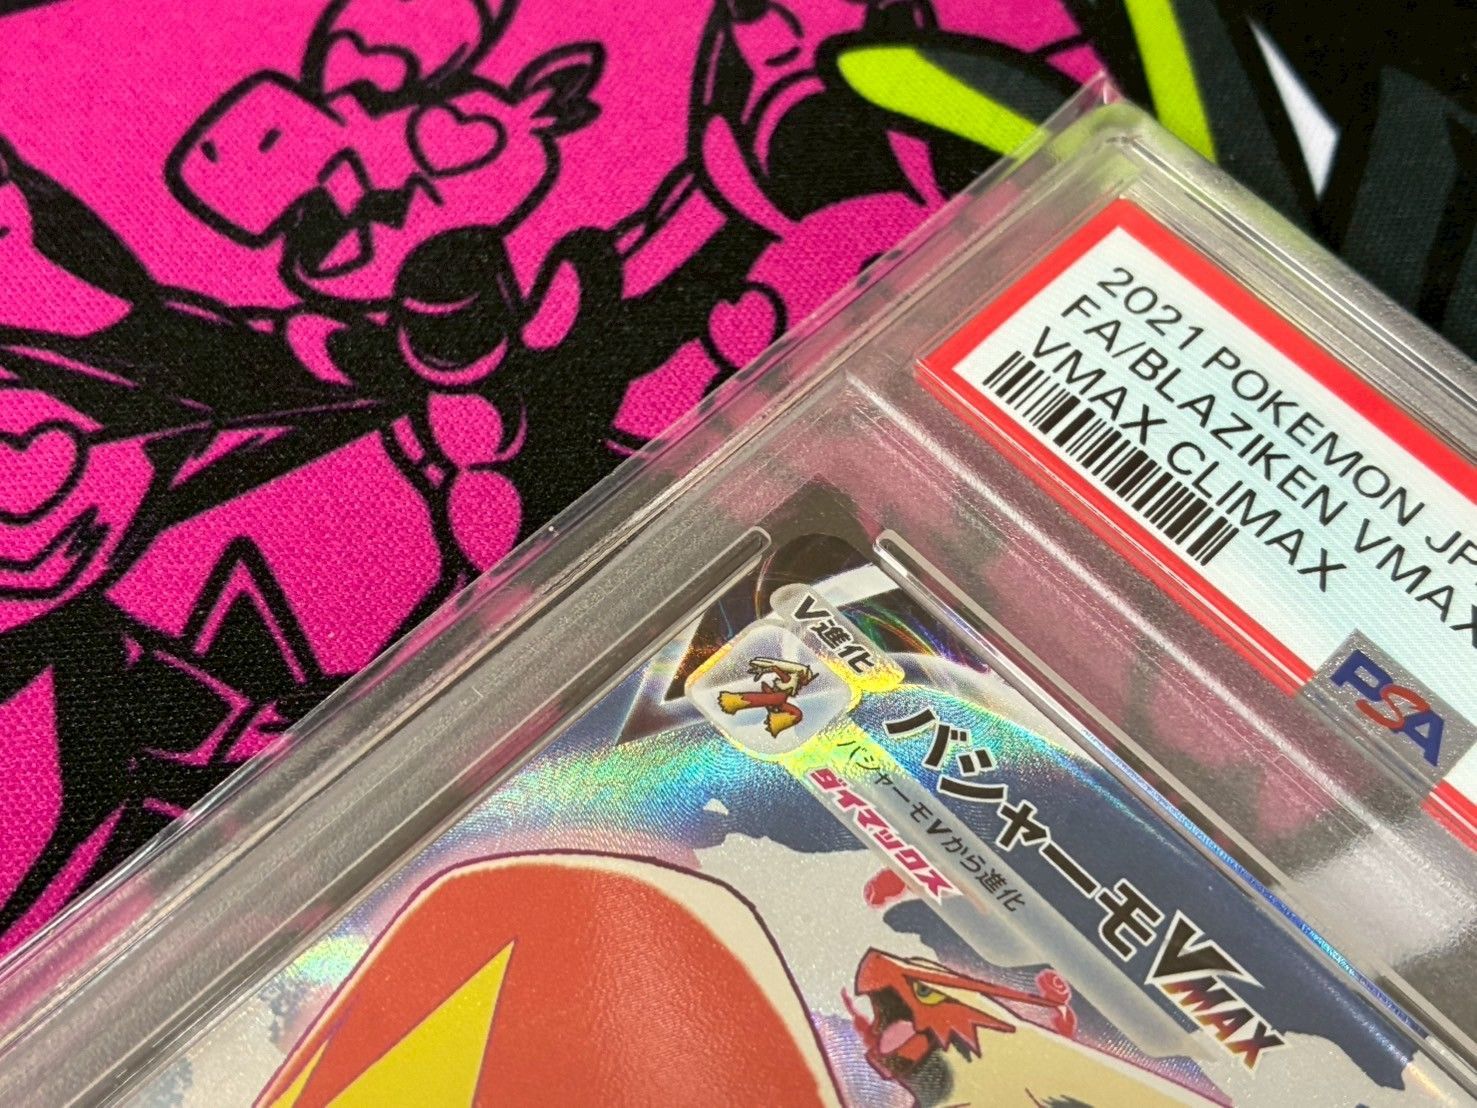 2021 POKEMON JP
FA/BLAZIKEN VMAX
VMAX CLIMAX
PSA
V進化
バシャーモVMAX
バシャーモVから進化
ダイマックス